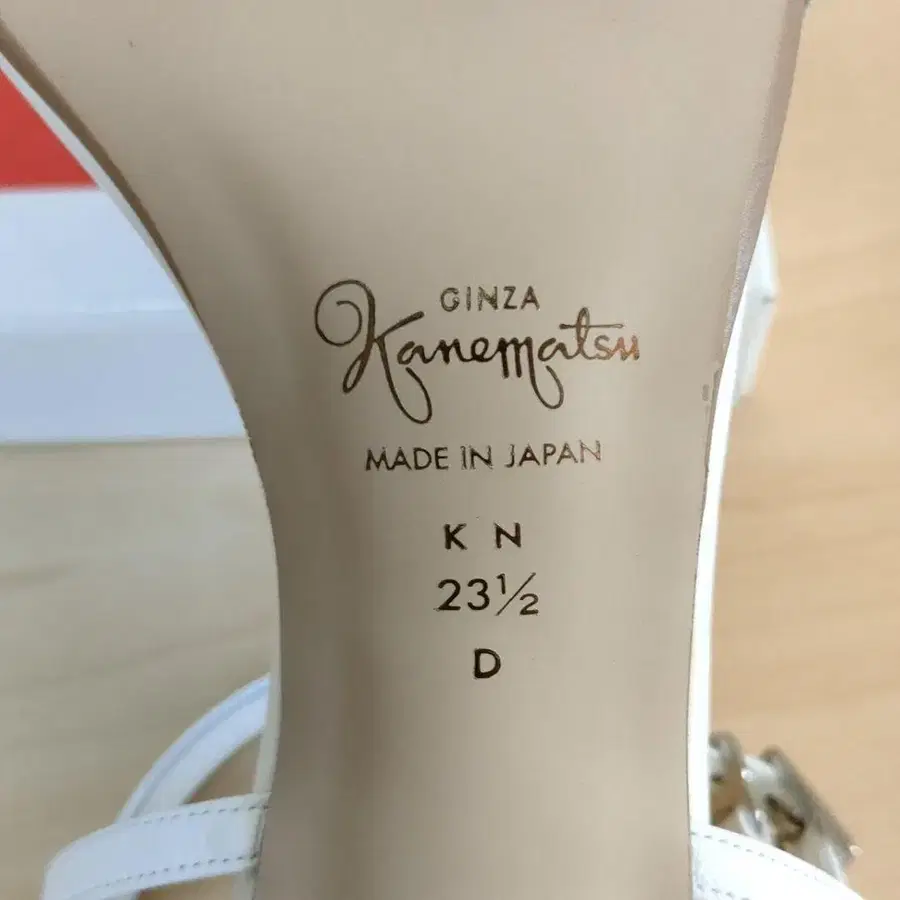 GINZA
Kanematsu
MADE IN JAPAN
K N
23½
D